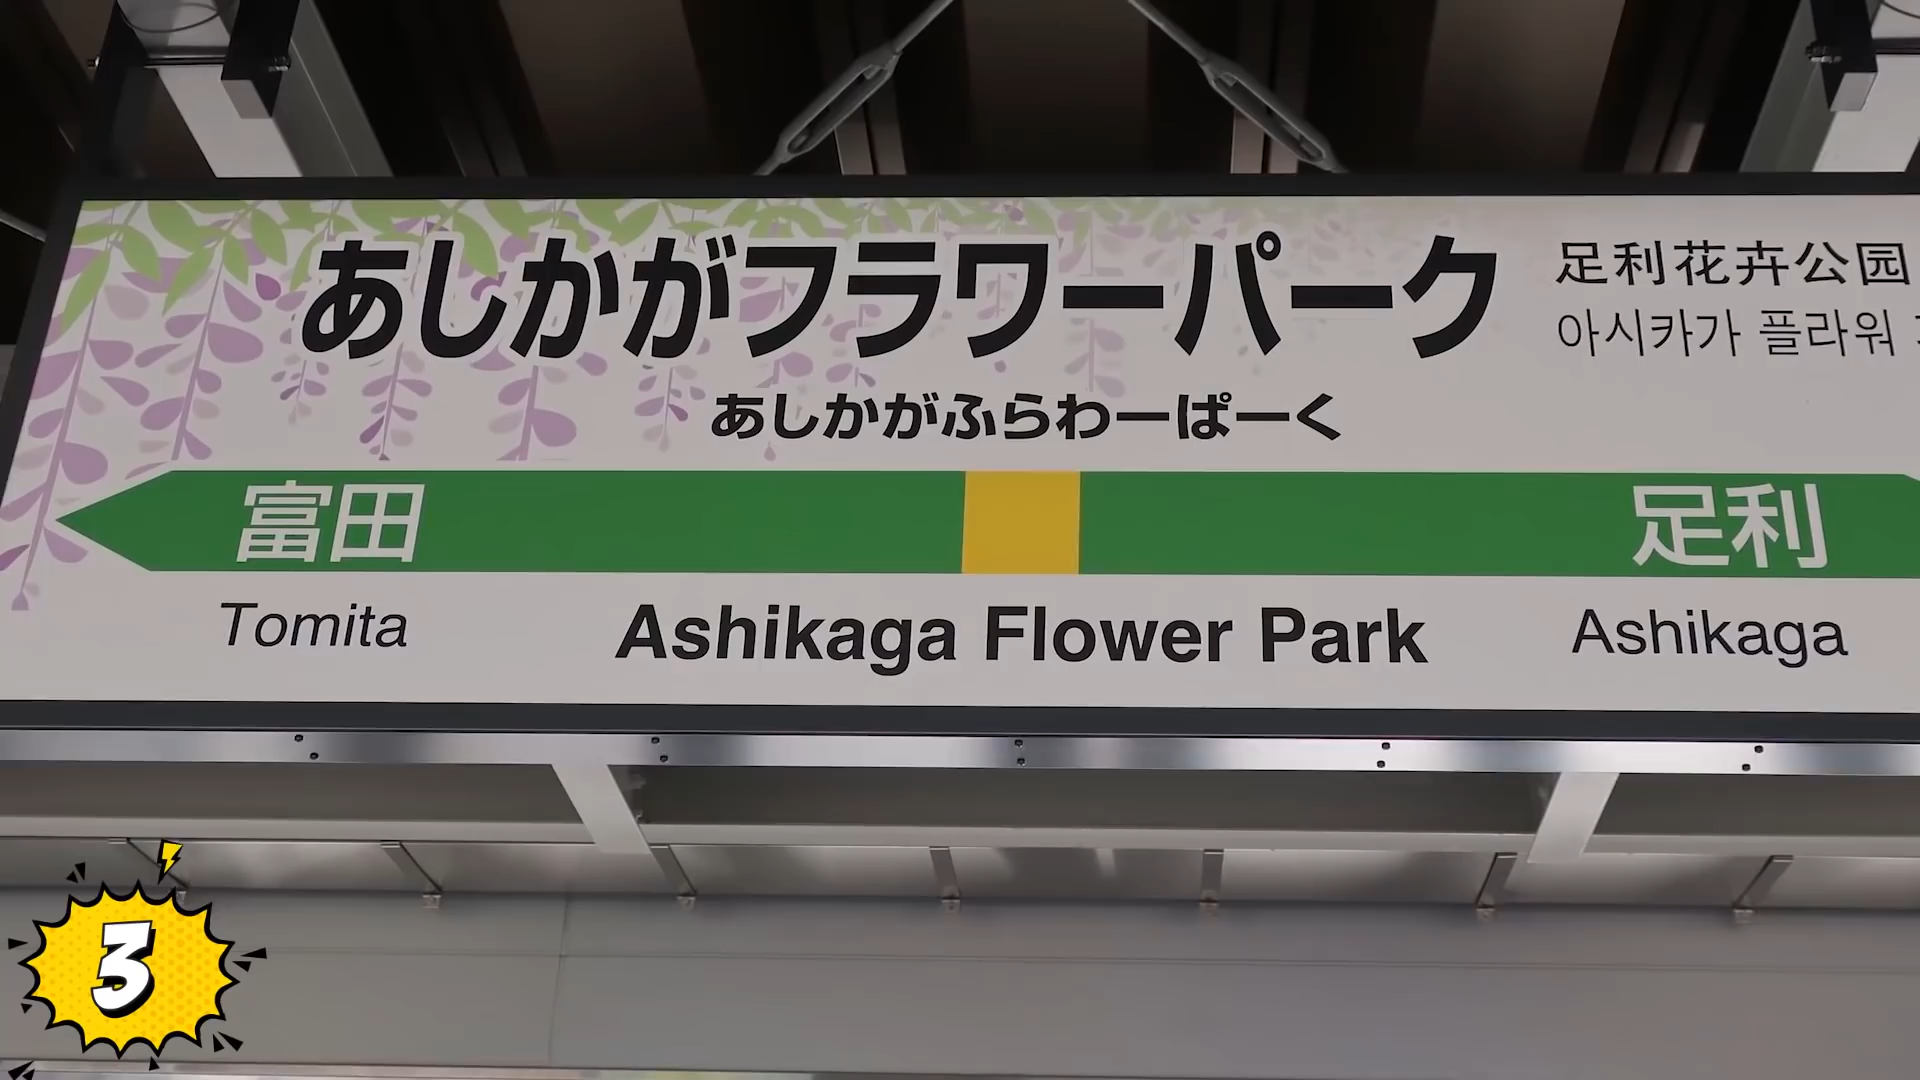 あしかがフラワーパーク
足利花卉公园
아시카가 플라워
あしかがふらわーぱーく
富田
足利
Tomita
Ashikaga Flower Park
Ashikaga
3